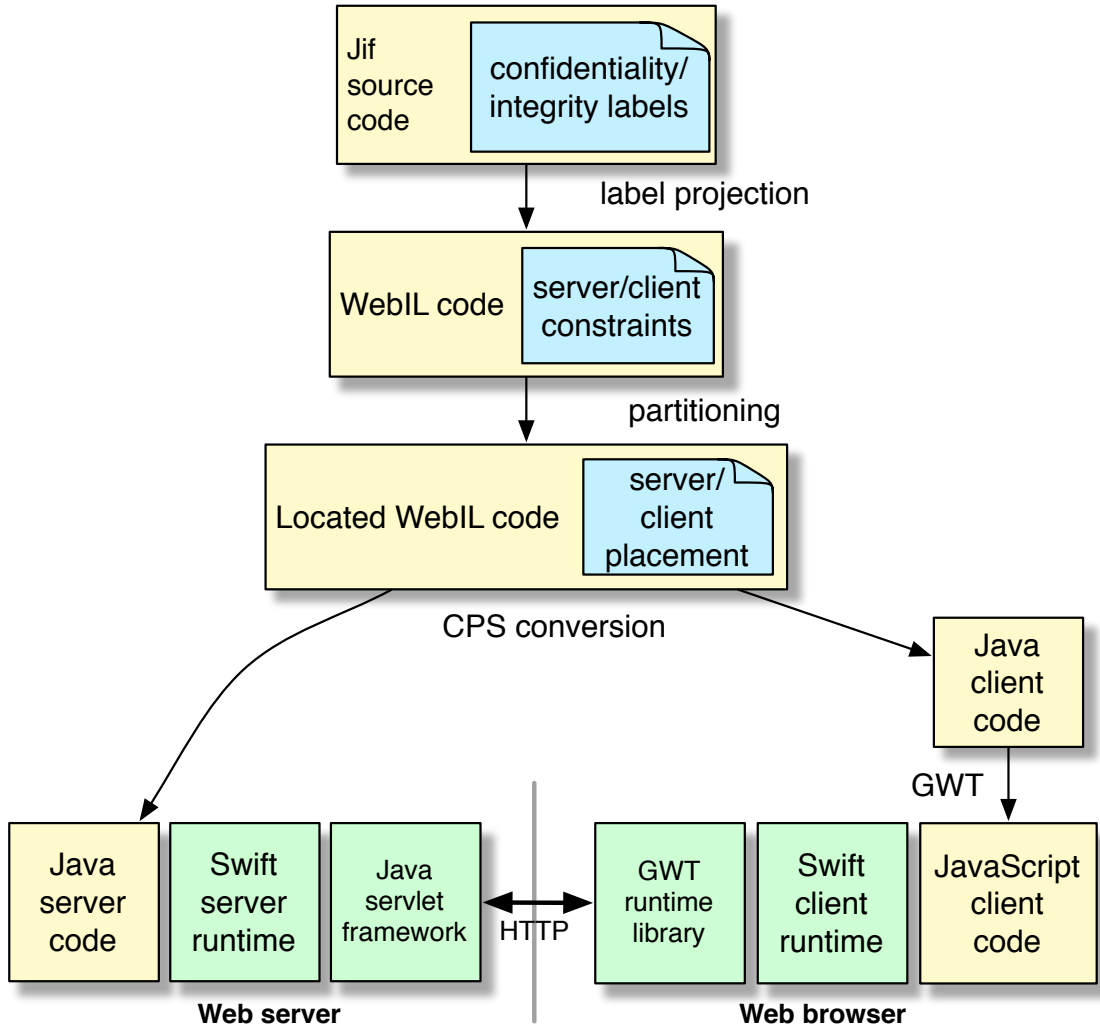 Jif
source
code
confidentiality/
integrity labels
label projection
WebIL code
server/client
constraints
partitioning
Located WebIL code
server/
client
placement
CPS conversion
Java
client
code
GWT
Java
server
code
Swift
server
runtime
Java
servlet
framework
HTTP
GWT
runtime
library
Swift
client
runtime
JavaScript
client
code
Web server
Web browser